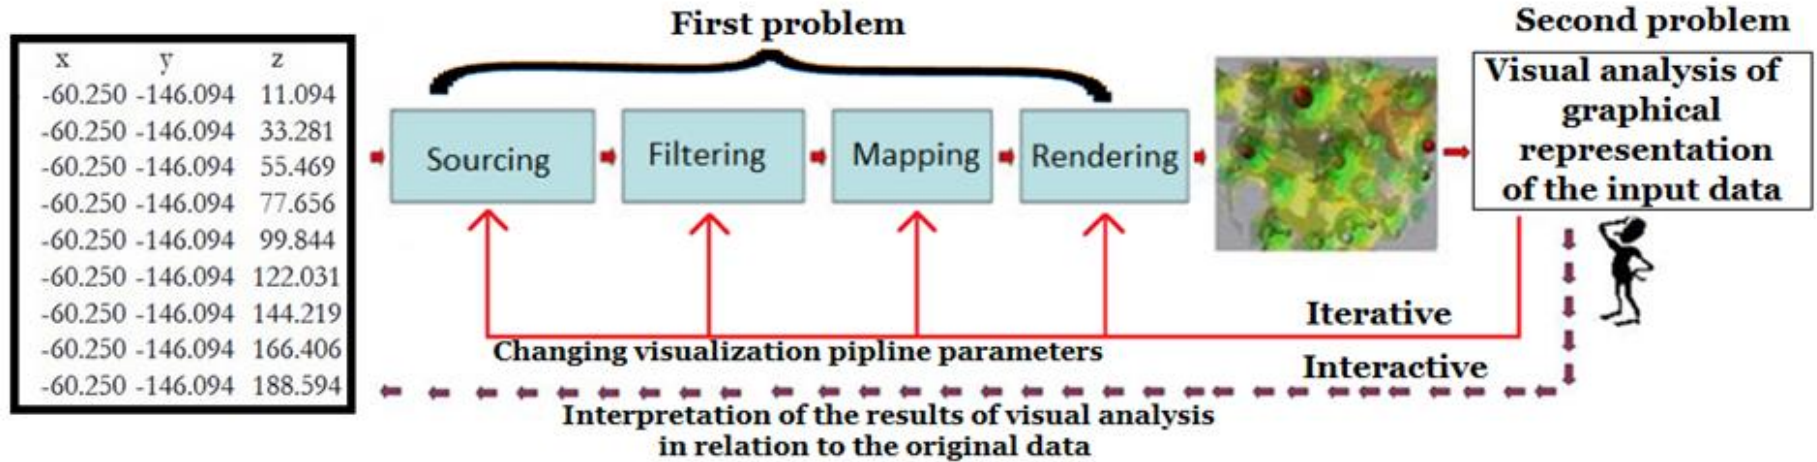 First problem
Second problem
x y z
-60.250 -146.094 11.094
-60.250 -146.094 33.281
-60.250 -146.094 55.469
-60.250 -146.094 77.656
-60.250 -146.094 99.844
-60.250 -146.094 122.031
-60.250 -146.094 144.219
-60.250 -146.094 166.406
-60.250 -146.094 188.594
Sourcing
Filtering
Mapping
Rendering
Visual analysis of
graphical
representation
of the input data
Iterative
Changing visualization pipline parameters
Interactive
Interpretation of the results of visual analysis
in relation to the original data